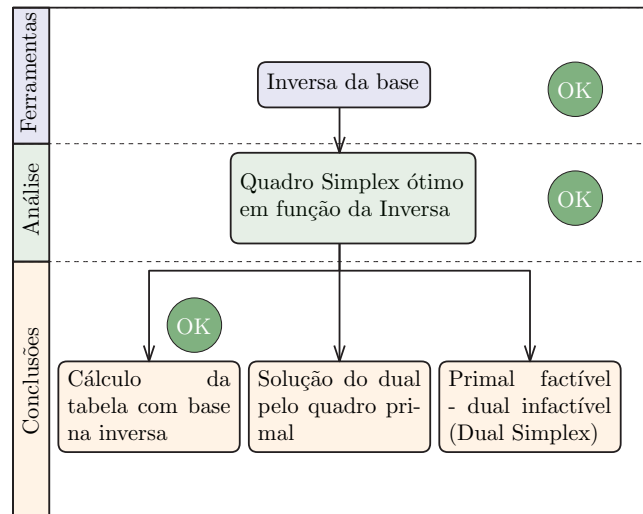 Ferramentas
Inversa da base
OK
Análise
Quadro Simplex ótimo
em função da Inversa
OK
Conclusões
OK
Cálculo da
tabela com base
na inversa
Solução do dual
pelo quadro pri-
mal
Primal factível
- dual infactível
(Dual Simplex)